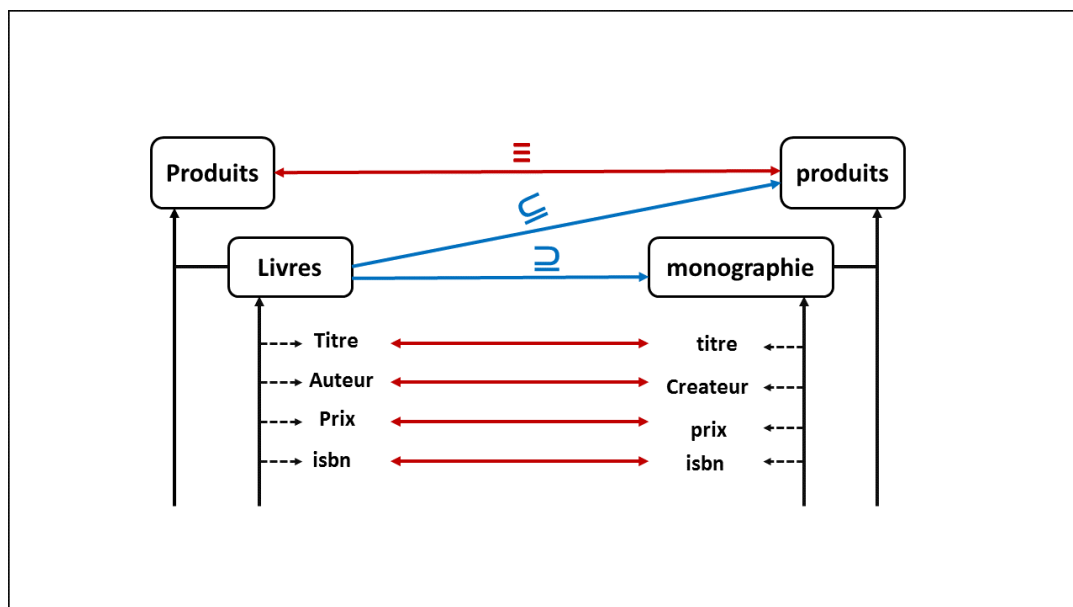 ≡
Produits
produits
⊆
Livres
⊇
monographie
Titre
titre
Auteur
Createur
Prix
prix
isbn
isbn